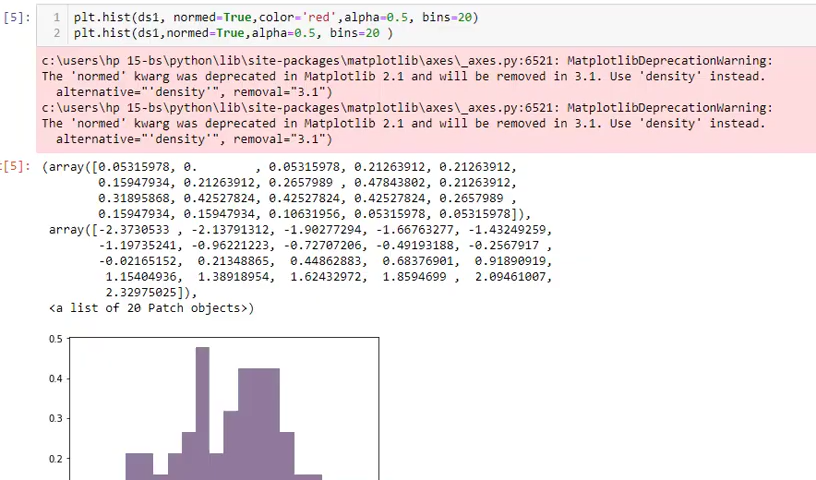 [5]:
1 plt.hist(ds1, normed=True,color='red',alpha=0.5, bins=20)
2 plt.hist(ds1,normed=True,alpha=0.5, bins=20 )
c:\users\hp 15-bs\python\lib\site-packages\matplotlib\axes\_axes.py:6521: MatplotlibDeprecationWarning:
The 'normed' kwarg was deprecated in Matplotlib 2.1 and will be removed in 3.1. Use 'density' instead.
alternative="'density'", removal="3.1")
c:\users\hp 15-bs\python\lib\site-packages\matplotlib\axes\_axes.py:6521: MatplotlibDeprecationWarning:
The 'normed' kwarg was deprecated in Matplotlib 2.1 and will be removed in 3.1. Use 'density' instead.
alternative="'density'", removal="3.1")
t[5]: (array([0.05315978, 0. , 0.05315978, 0.21263912, 0.21263912,
0.15947934, 0.21263912, 0.2657989 , 0.47843802, 0.21263912,
0.31895868, 0.42527824, 0.42527824, 0.42527824, 0.2657989 ,
0.15947934, 0.15947934, 0.10631956, 0.05315978, 0.05315978]),
array([-2.3730533 , -2.13791312, -1.90277294, -1.66763277, -1.43249259,
-1.19735241, -0.96221223, -0.72707206, -0.49193188, -0.2567917 ,
-0.02165152, 0.21348865, 0.44862883, 0.68376901, 0.91890919,
1.15404936, 1.38918954, 1.62432972, 1.8594699 , 2.09461007,
2.32975025]),
<a list of 20 Patch objects>)
0.5
0.4
0.3
0.2